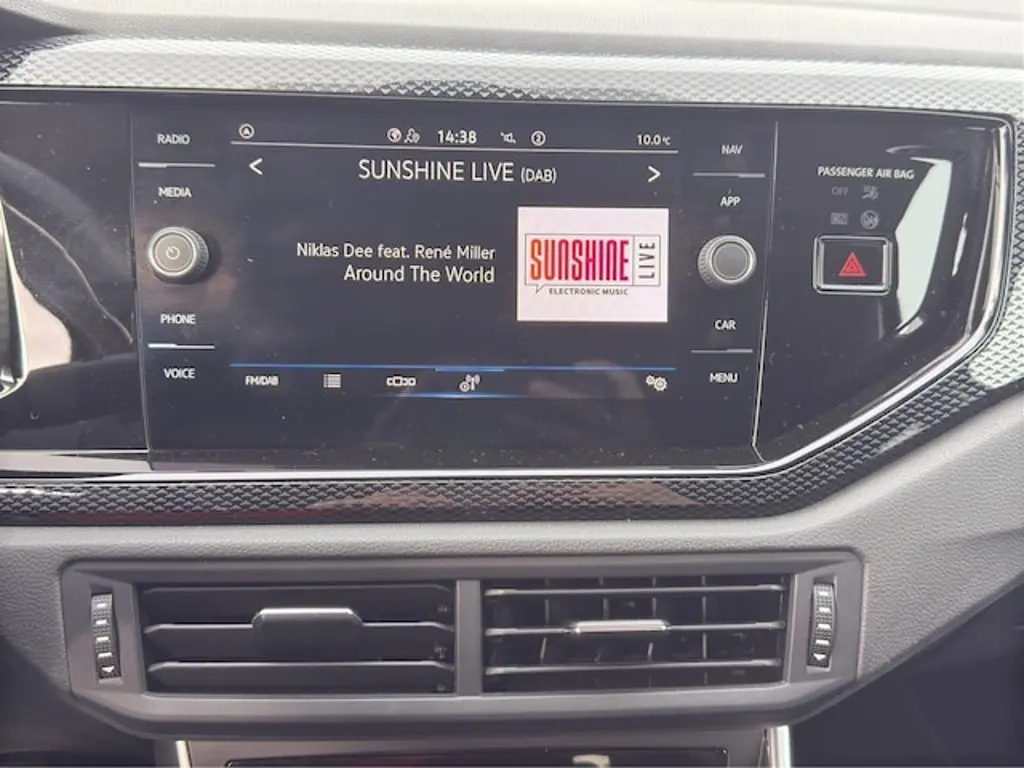 RADIO
MEDIA
PHONE
VOICE
14:38
2
10.0°C
SUNSHINE LIVE (DAB)
Niklas Dee feat. René Miller
Around The World
SUNSHINE
LIVE
ELECTRONIC MUSIC
FM/DAB
NAV
APP
CAR
MENU
PASSENGER AIR BAG
OFF